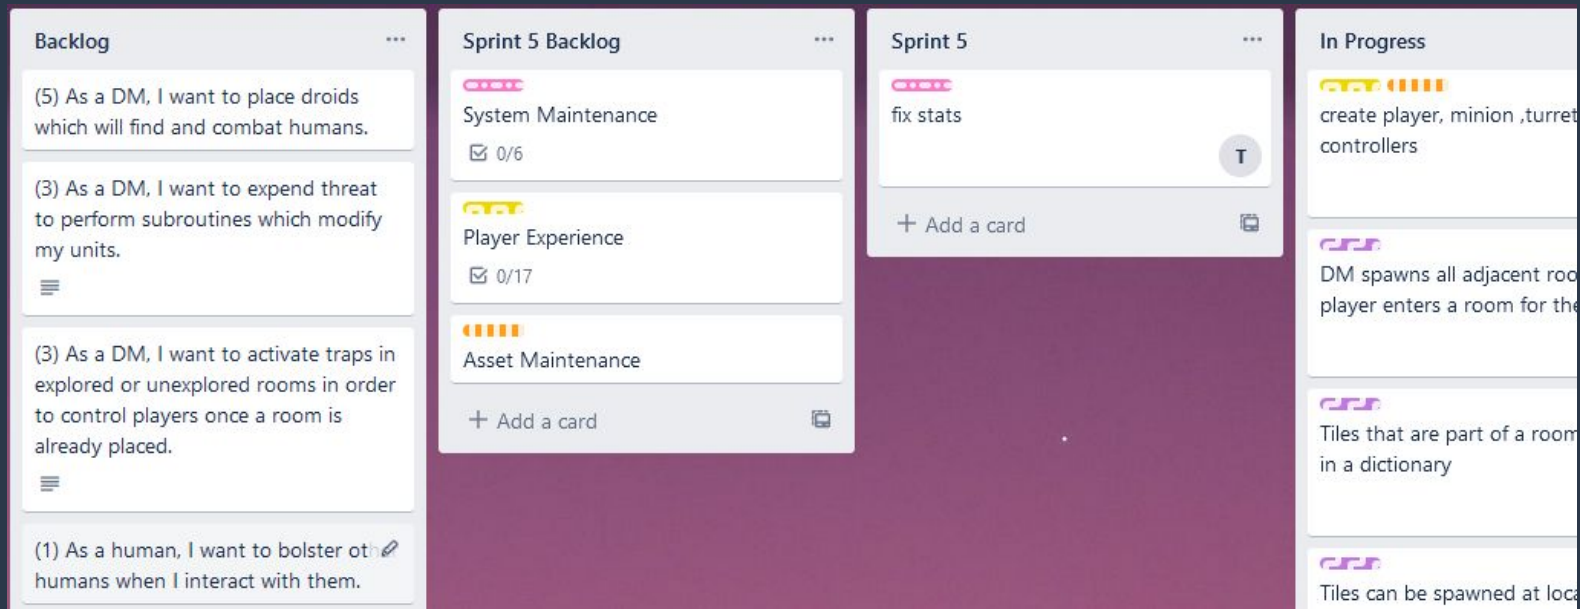 Backlog
(5) As a DM, I want to place droids
which will find and combat humans.
(3) As a DM, I want to expend threat
to perform subroutines which modify
my units.
(3) As a DM, I want to activate traps in
explored or unexplored rooms in order
to control players once a room is
already placed.
(1) As a human, I want to bolster other
humans when I interact with them.
Sprint 5 Backlog
System Maintenance
0/6
Player Experience
0/17
Asset Maintenance
+ Add a card
Sprint 5
fix stats
T
+ Add a card
In Progress
create player, minion ,turret
controllers
DM spawns all adjacent
player enters a room for the
Tiles that are part of a room
in a dictionary
Tiles can be spawned at